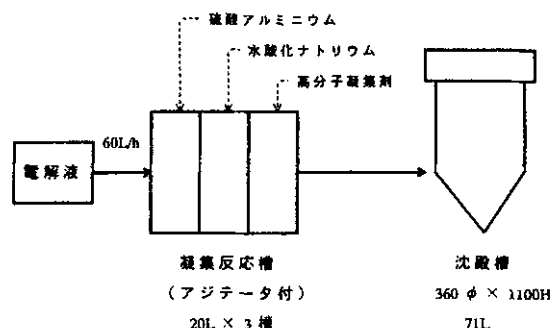 硫酸アルミニウム
水酸化ナトリウム
高分子凝集剤
60L/h
電解液
凝集反応槽
(アジテータ付)
20L × 3 槽
沈殿槽
360 φ × 1100H
71L